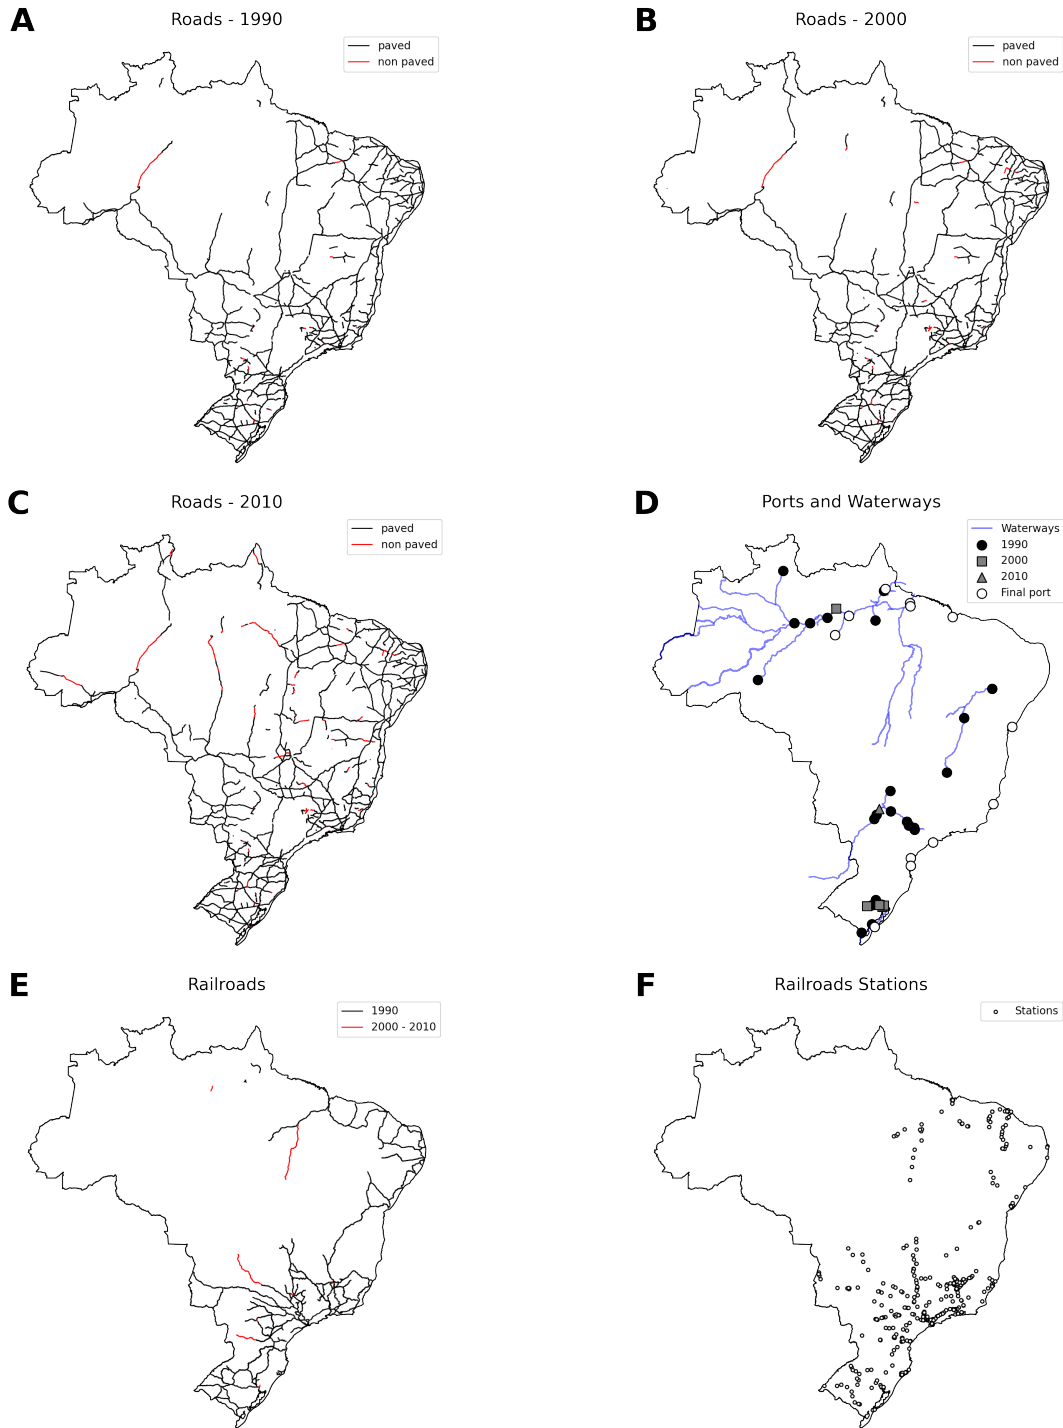 A
Roads - 1990
paved
non paved
B
Roads - 2000
paved
non paved
C
Roads - 2010
paved
non paved
D
Ports and Waterways
Waterways
1990
2000
2010
Final port
E
Railroads
1990
2000 - 2010
F
Railroads Stations
Stations